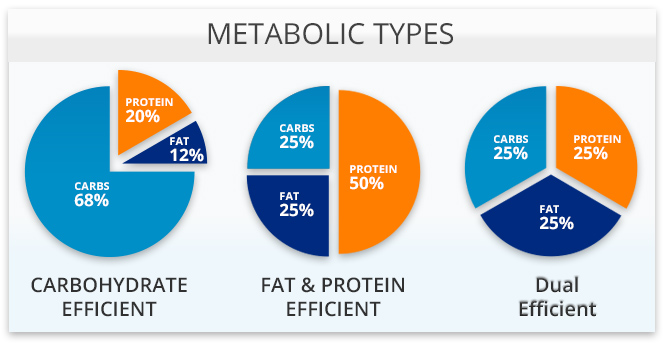 METABOLIC TYPES
PROTEIN
20%
FAT
12%
CARBS
68%
CARBOHYDRATE
EFFICIENT
CARBS
25%
PROTEIN
50%
FAT
25%
FAT & PROTEIN
EFFICIENT
CARBS
25%
PROTEIN
25%
FAT
25%
Dual
Efficient